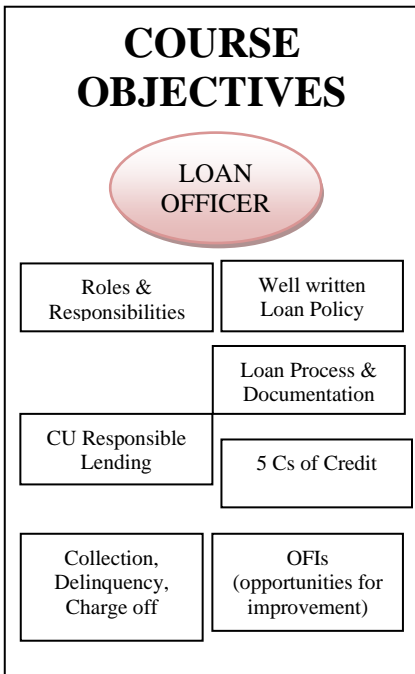 COURSE
OBJECTIVES
LOAN
OFFICER
Roles &
Responsibilities
Well written
Loan Policy
Loan Process &
Documentation
CU Responsible
Lending
5 Cs of Credit
Collection,
Delinquency,
Charge off
OFIs
(opportunities for
improvement)